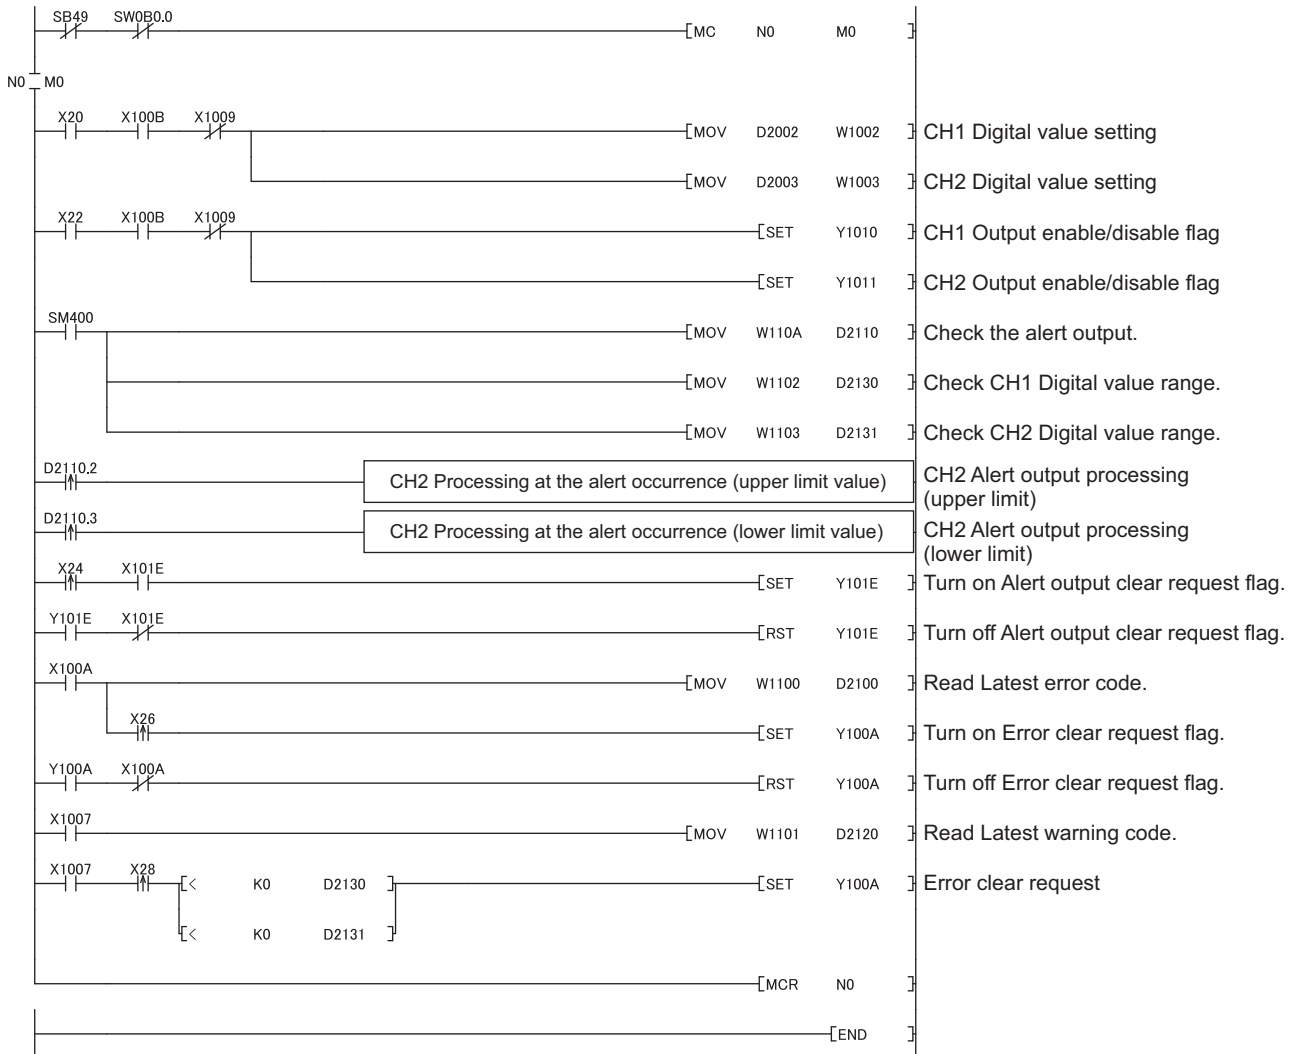 SB49 SW0B0.0
[MC N0 M0 ]
N0 M0
X20 X100B X1009
[MOV D2002 W1002 ] CH1 Digital value setting
[MOV D2003 W1003 ] CH2 Digital value setting
X22 X100B X1009
[SET Y1010 ] CH1 Output enable/disable flag
[SET Y1011 ] CH2 Output enable/disable flag
SM400
[MOV W110A D2110 ] Check the alert output.
[MOV W1102 D2130 ] Check CH1 Digital value range.
[MOV W1103 D2131 ] Check CH2 Digital value range.
D2110.2
CH2 Processing at the alert occurrence (upper limit value) CH2 Alert output processing
(upper limit)
D2110.3
CH2 Processing at the alert occurrence (lower limit value) CH2 Alert output processing
(lower limit)
X24 X101E
[SET Y101E ] Turn on Alert output clear request flag.
Y101E X101E
[RST Y101E ] Turn off Alert output clear request flag.
X100A
[MOV W1100 D2100 ] Read Latest error code.
X26
[SET Y100A ] Turn on Error clear request flag.
Y100A X100A
[RST Y100A ] Turn off Error clear request flag.
X1007
[MOV W1101 D2120 ] Read Latest warning code.
X1007 X28
[< K0 D2130 ] [SET Y100A ] Error clear request
[< K0 D2131 ]
[MCR N0 ]
[END ]